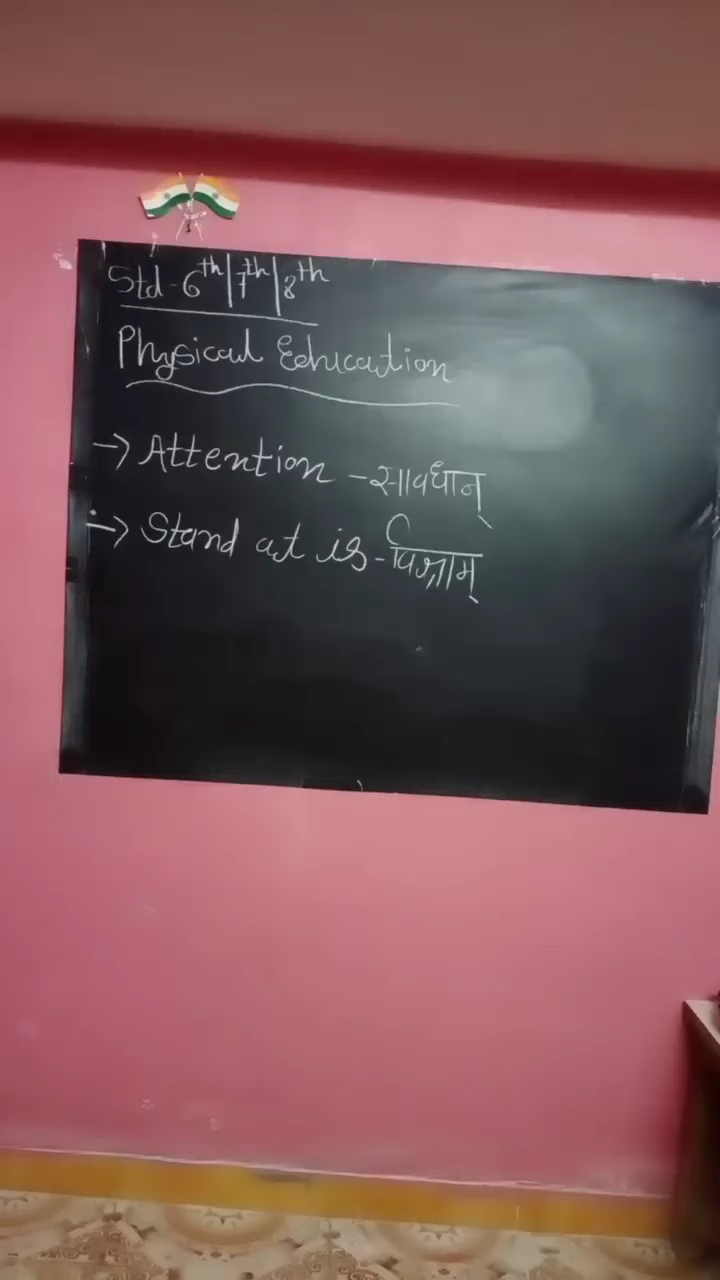 Std - 6th|7th|8th
Physical Education
→ Attention - सावधान्
→ Stand at is - विश्राम्